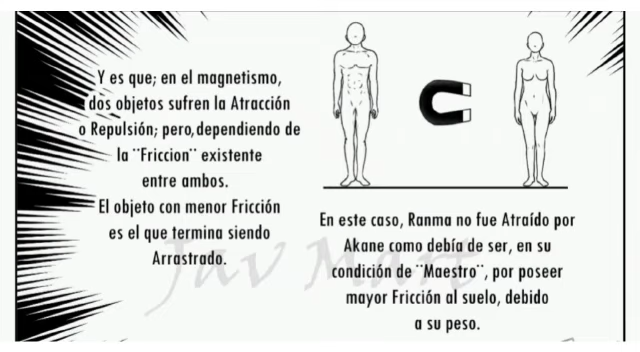 Y es que; en el magnetismo,
dos objetos sufren la Atracción
o Repulsión; pero,dependiendo de
la ¨Friccion¨ existente
entre ambos.
El objeto con menor Fricción
es el que termina siendo
Arrastrado.
En este caso, Ranma no fue Atraído por
Akane como debía de ser, en su
condición de ¨Maestro¨, por poseer
mayor Fricción al suelo, debido
a su peso.
Jav Mart